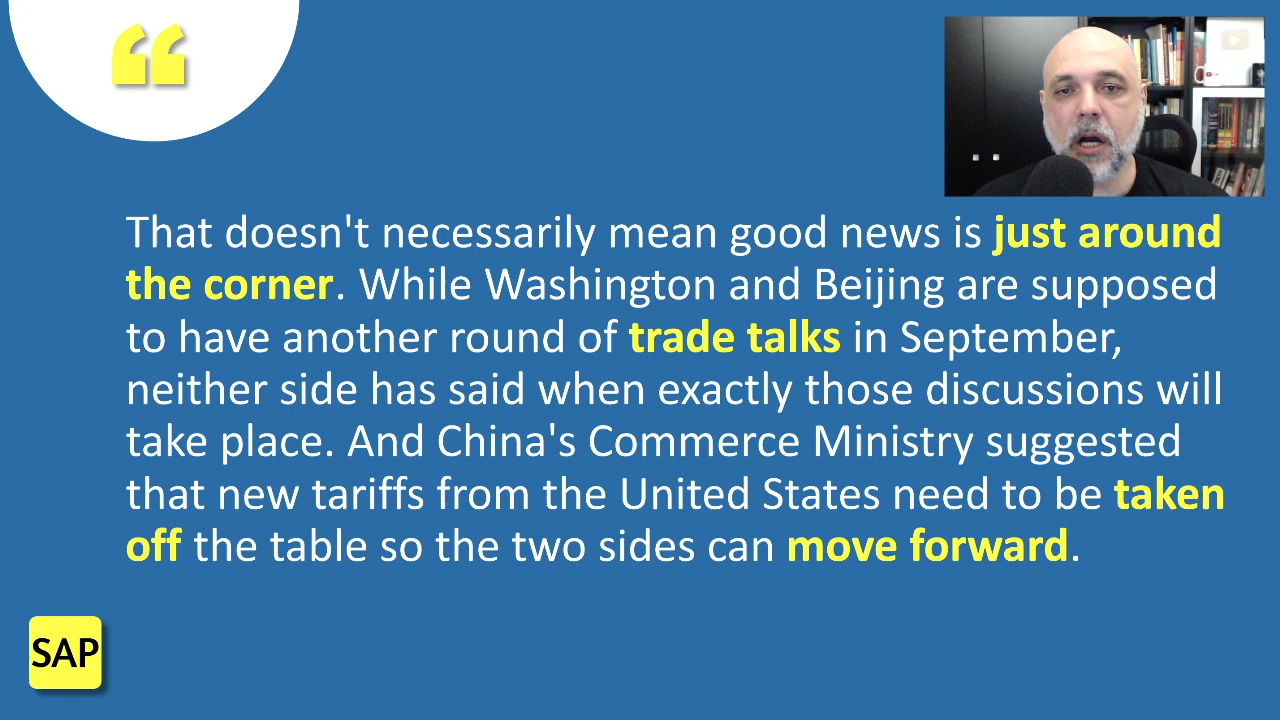 “
That doesn't necessarily mean good news is just around
the corner. While Washington and Beijing are supposed
to have another round of trade talks in September,
neither side has said when exactly those discussions will
take place. And China's Commerce Ministry suggested
that new tariffs from the United States need to be taken
off the table so the two sides can move forward.
SAP